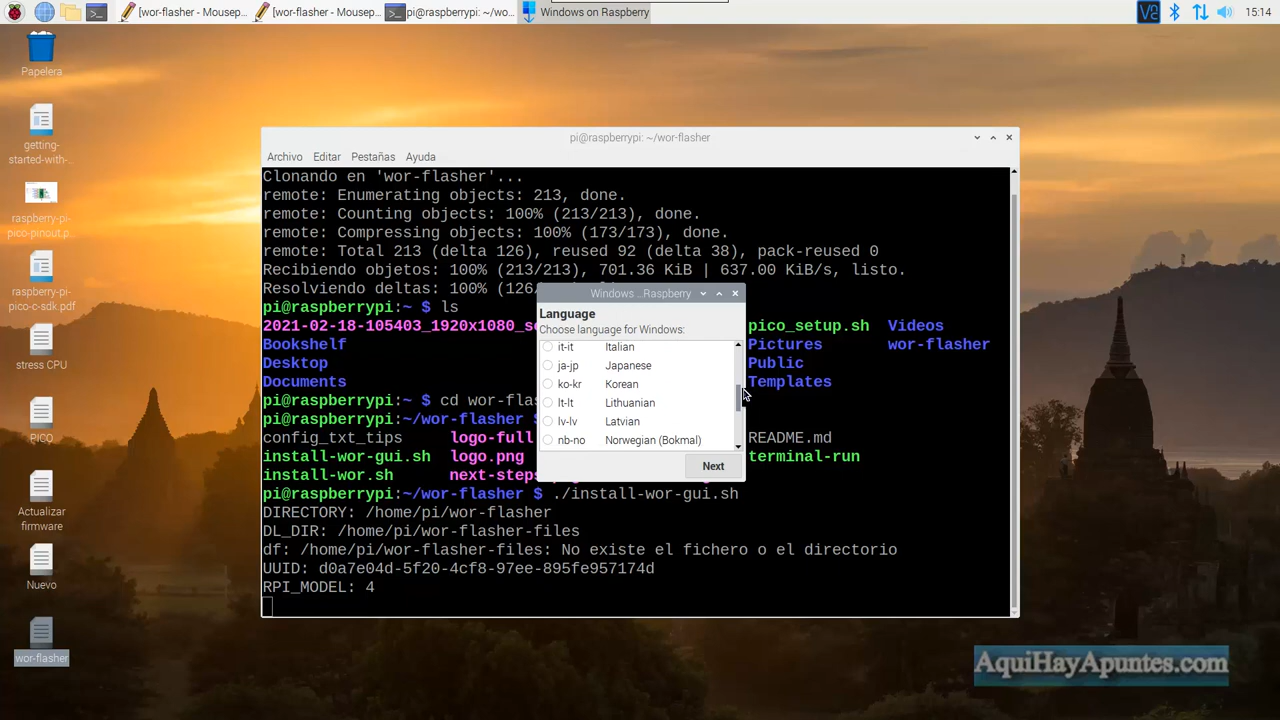 [wor-flasher - Mousep...
[wor-flasher - Mousep...
pi@raspberrypi: ~/wo...
Windows on Raspberry
15:14
Papelera
getting-
started-with-...
raspberry-pi-
pico-pinout.p...
raspberry-pi-
pico-c-sdk.pdf
stress CPU
PICO
Actualizar
firmware
Nuevo
wor-flasher
pi@raspberrypi: ~/wor-flasher
Archivo Editar Pestañas Ayuda
Clonando en 'wor-flasher'...
remote: Enumerating objects: 213, done.
remote: Counting objects: 100% (213/213), done.
remote: Compressing objects: 100% (173/173), done.
remote: Total 213 (delta 126), reused 92 (delta 38), pack-reused 0
Recibiendo objetos: 100% (213/213), 701.36 KiB | 637.00 KiB/s, listo.
Resolviendo deltas: 100% (126/
pi@raspberrypi:~ $ ls
2021-02-18-105403_1920x1080_sc pico_setup.sh Videos
Bookshelf Pictures wor-flasher
Desktop Public
Documents Templates
pi@raspberrypi:~ $ cd wor-flas
pi@raspberrypi:~/wor-flasher $
config_txt_tips logo-full README.md
install-wor-gui.sh logo.png terminal-run
install-wor.sh next-steps
pi@raspberrypi:~/wor-flasher $ ./install-wor-gui.sh
DIRECTORY: /home/pi/wor-flasher
DL_DIR: /home/pi/wor-flasher-files
df: /home/pi/wor-flasher-files: No existe el fichero o el directorio
UUID: d0a7e04d-5f20-4cf8-97ee-895fe957174d
RPI_MODEL: 4
Windows ...Raspberry
Language
Choose language for Windows:
it-it Italian
ja-jp Japanese
ko-kr Korean
lt-lt Lithuanian
lv-lv Latvian
nb-no Norwegian (Bokmal)
Next
AquiHayApuntes.com